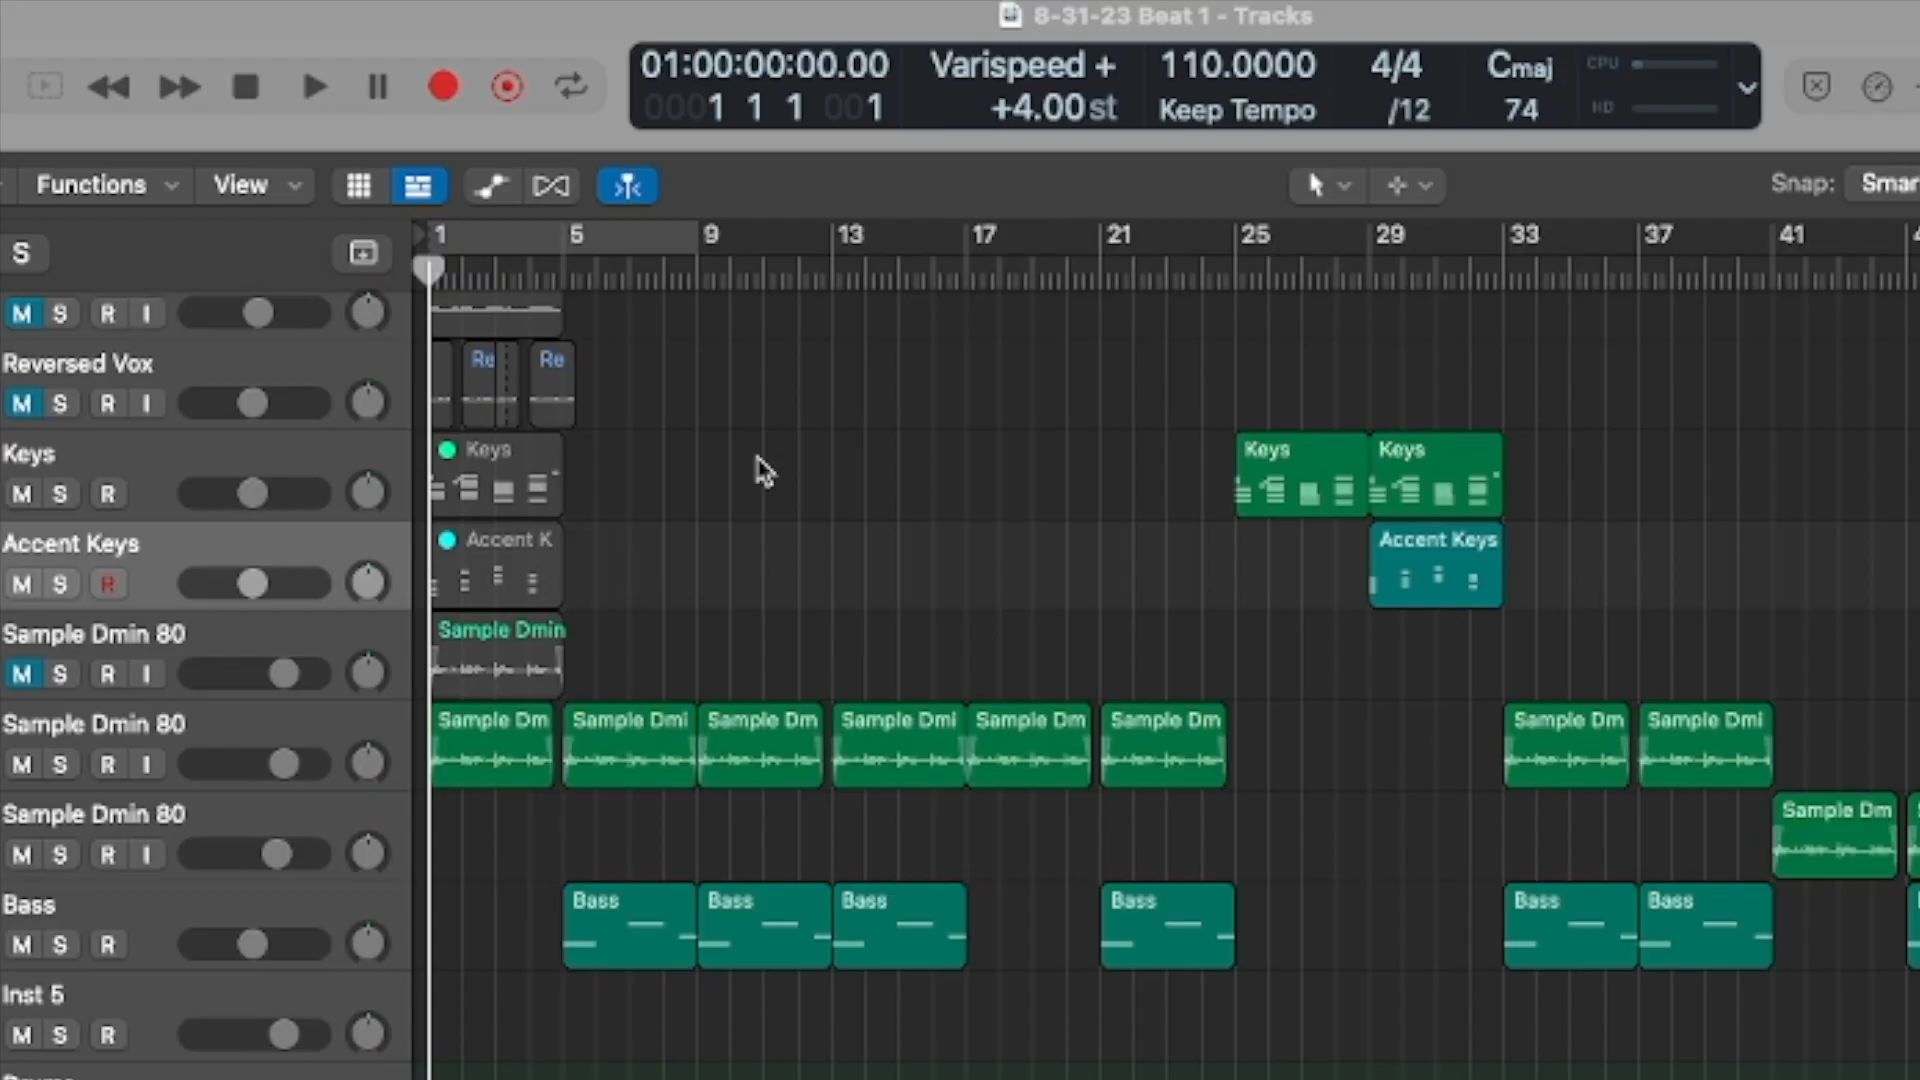 8-31-23 Beat 1 - Tracks
01:00:00:00.00 Varispeed + 110.0000 4/4 Cmaj CPU
0001 1 1 001 +4.00 st Keep Tempo /12 74 HD
Functions View Snap: Smar
S 1 5 9 13 17 21 25 29 33 37 41
M S R I
Reversed Vox Re Re
M S R I
Keys Keys Keys Keys
M S R
Accent Keys Accent K Accent Keys
M S R
Sample Dmin 80 Sample Dmin
M S R I
Sample Dmin 80 Sample Dm Sample Dmi Sample Dm Sample Dmi Sample Dm Sample Dm Sample Dm Sample Dmi
M S R I
Sample Dmin 80 Sample Dm
M S R I
Bass Bass Bass Bass Bass Bass Bass
M S R
Inst 5
M S R